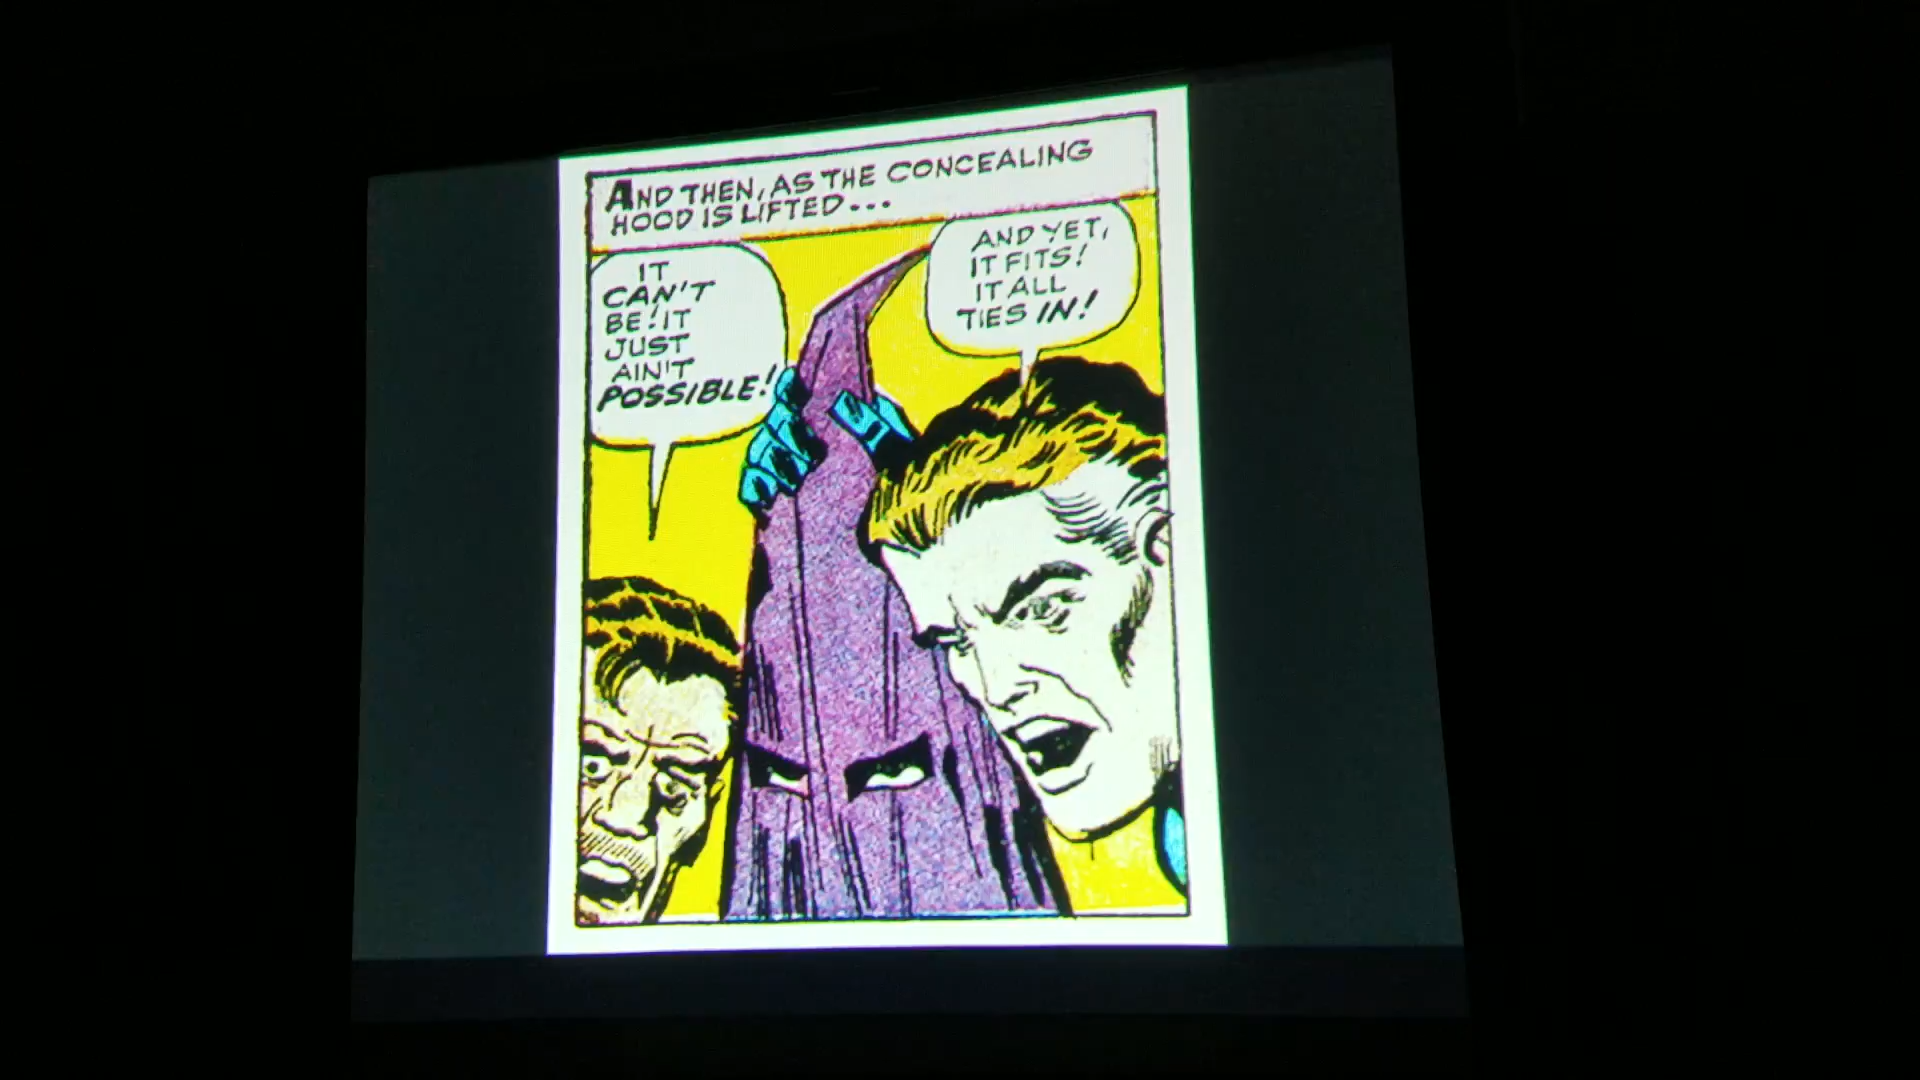 AND THEN, AS THE CONCEALING
HOOD IS LIFTED...
IT
CAN'T
BE! IT
JUST
AIN'T
POSSIBLE!
AND YET,
IT FITS!
IT ALL
TIES IN!